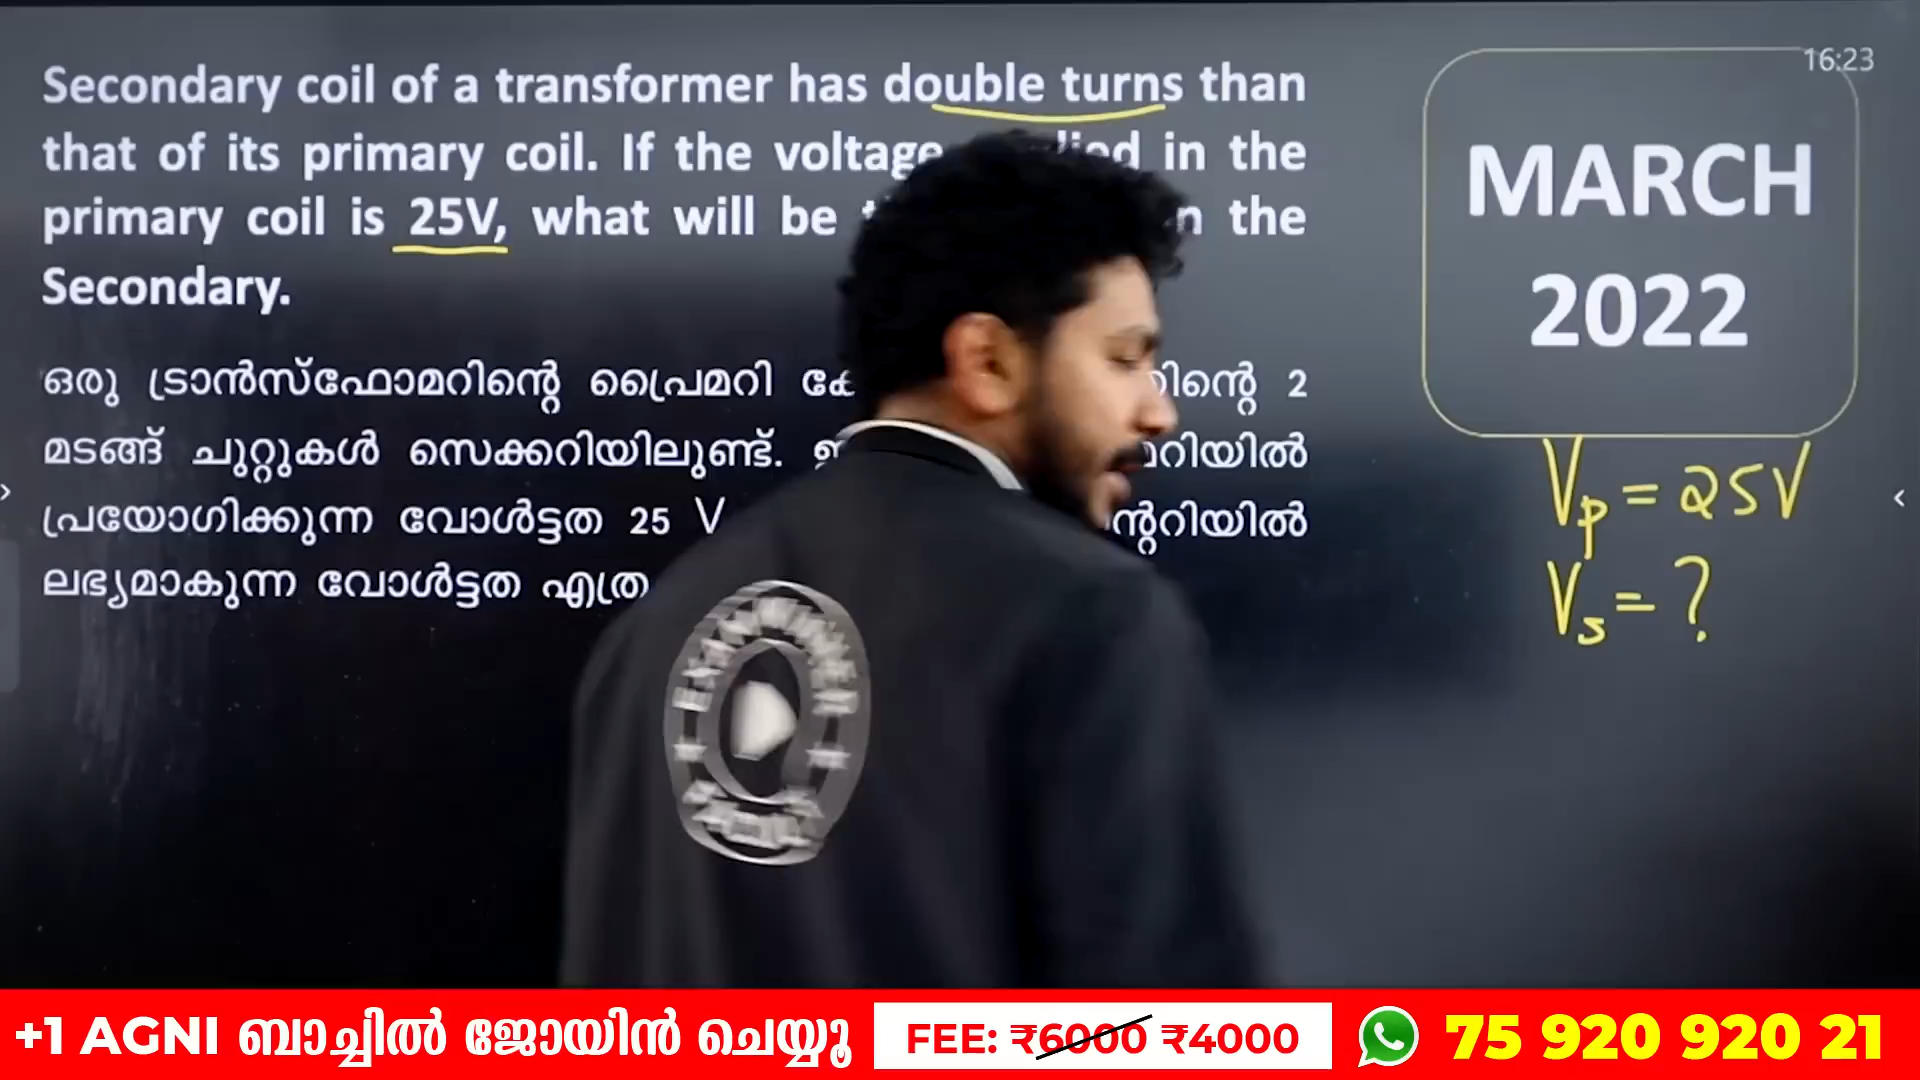 16:23
Secondary coil of a transformer has double turns than
that of its primary coil. If the voltage in the
primary coil is 25V, what will be the
Secondary.
ഒരു ട്രാൻസ്ഫോമറിന്റെ പ്രൈമറി 2
മടങ്ങ് ചുറ്റുകൾ സെക്കറിയിലുണ്ട്.
പ്രയോഗിക്കുന്ന വോൾട്ടത 25 V
ലഭ്യമാകുന്ന വോൾട്ടത എത്ര
MARCH
2022
Vp = 25V
Vs = ?
+1 AGNI ബാച്ചിൽ ജോയിൻ ചെയ്യൂ
FEE: ₹6000 ₹4000
75 920 920 21